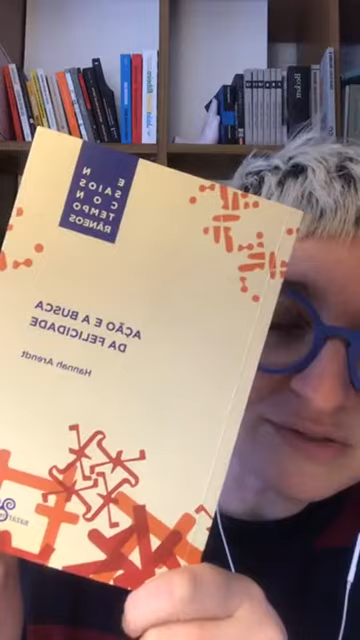 EN
SAIOS
CON
TEMPO
RÂNEOS
AÇÃO E A BUSCA
DA FELICIDADE
Hannah Arendt